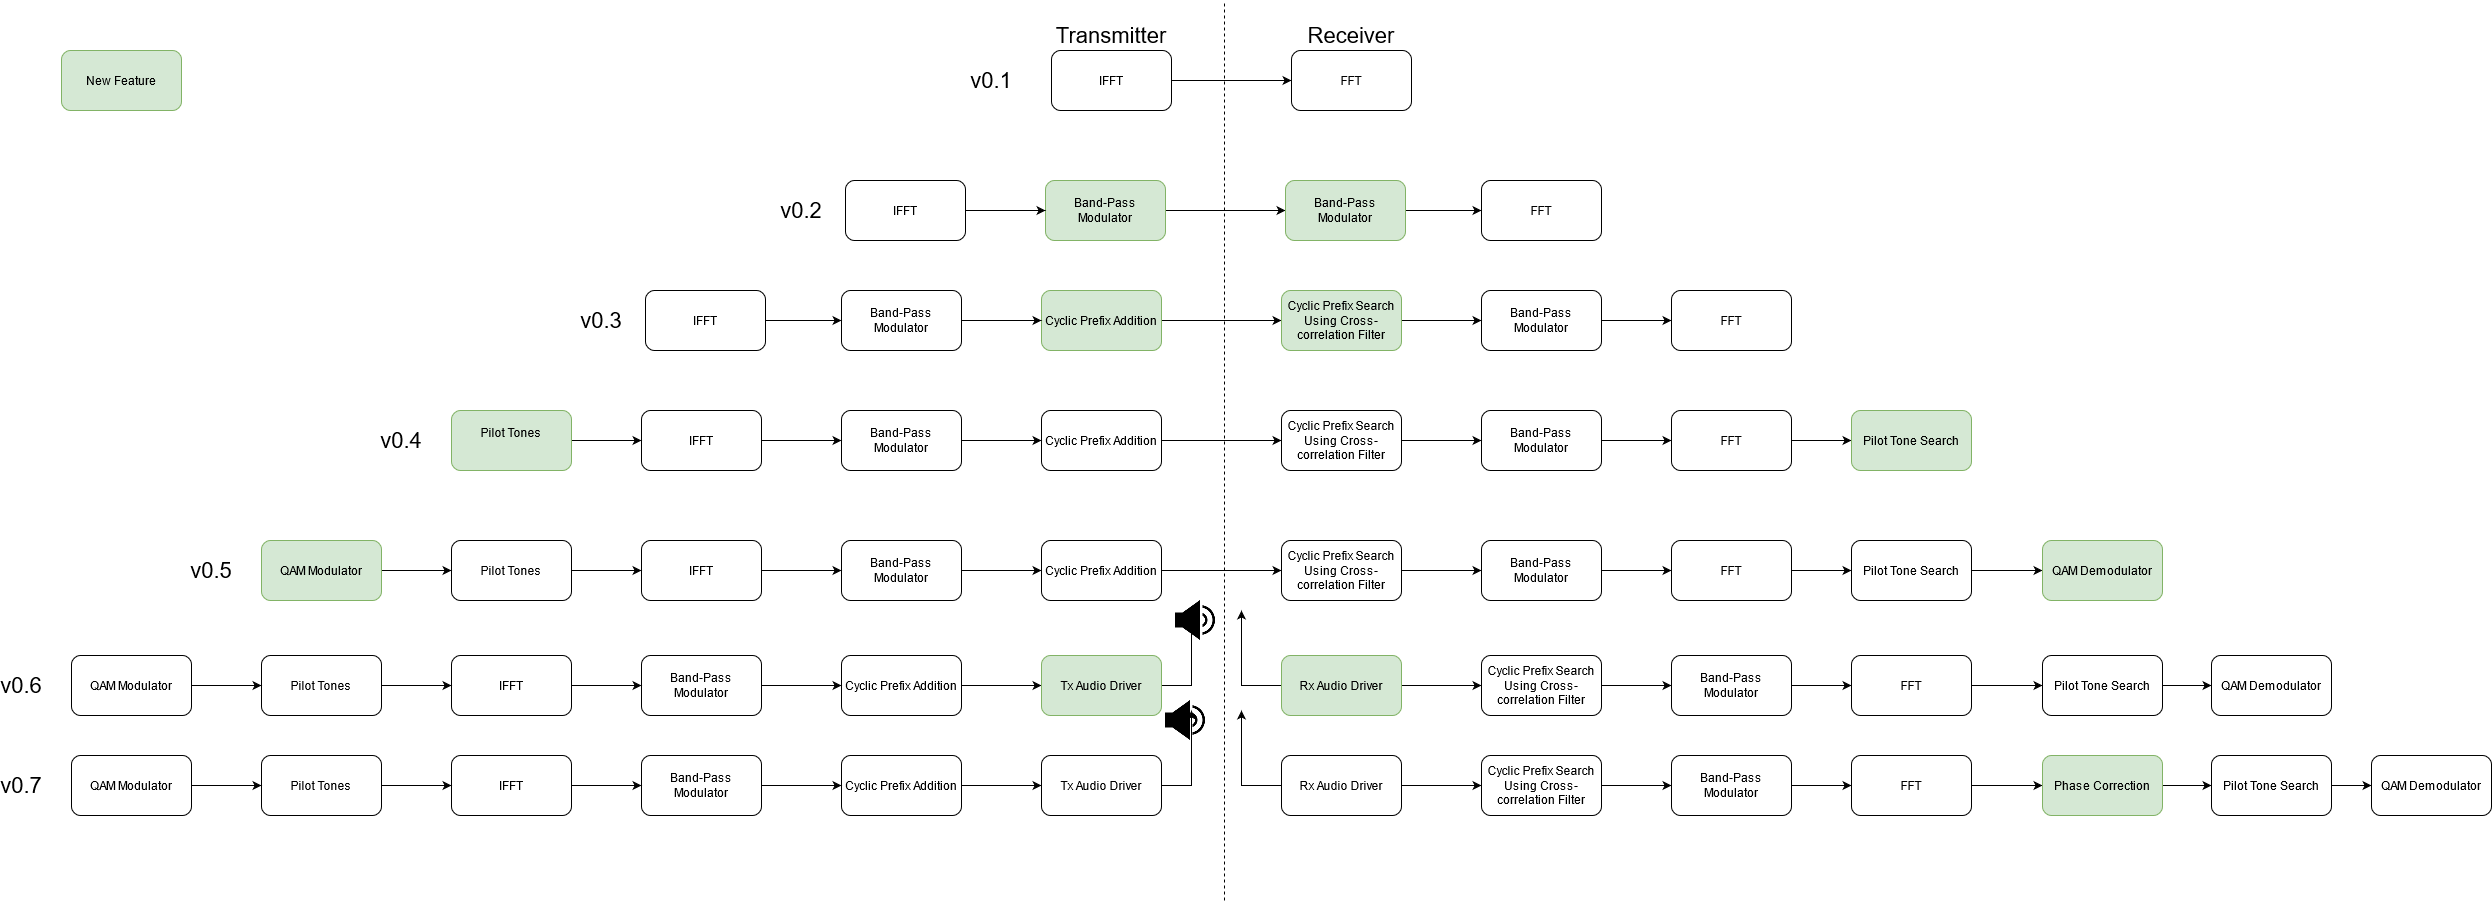 Transmitter
Receiver
New Feature
v0.1
IFFT
FFT
v0.2
IFFT
Band-Pass
Modulator
Band-Pass
Modulator
FFT
v0.3
IFFT
Band-Pass
Modulator
Cyclic Prefix Addition
Cyclic Prefix Search
Using Cross-
correlation Filter
Band-Pass
Modulator
FFT
v0.4
Pilot Tones
IFFT
Band-Pass
Modulator
Cyclic Prefix Addition
Cyclic Prefix Search
Using Cross-
correlation Filter
Band-Pass
Modulator
FFT
Pilot Tone Search
v0.5
QAM Modulator
Pilot Tones
IFFT
Band-Pass
Modulator
Cyclic Prefix Addition
Cyclic Prefix Search
Using Cross-
correlation Filter
Band-Pass
Modulator
FFT
Pilot Tone Search
QAM Demodulator
v0.6
QAM Modulator
Pilot Tones
IFFT
Band-Pass
Modulator
Cyclic Prefix Addition
Tx Audio Driver
Rx Audio Driver
Cyclic Prefix Search
Using Cross-
correlation Filter
Band-Pass
Modulator
FFT
Pilot Tone Search
QAM Demodulator
v0.7
QAM Modulator
Pilot Tones
IFFT
Band-Pass
Modulator
Cyclic Prefix Addition
Tx Audio Driver
Rx Audio Driver
Cyclic Prefix Search
Using Cross-
correlation Filter
Band-Pass
Modulator
FFT
Phase Correction
Pilot Tone Search
QAM Demodulator